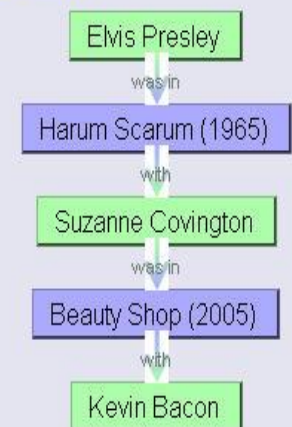 Elvis Presley
was in
Harum Scarum (1965)
with
Suzanne Covington
was in
Beauty Shop (2005)
with
Kevin Bacon